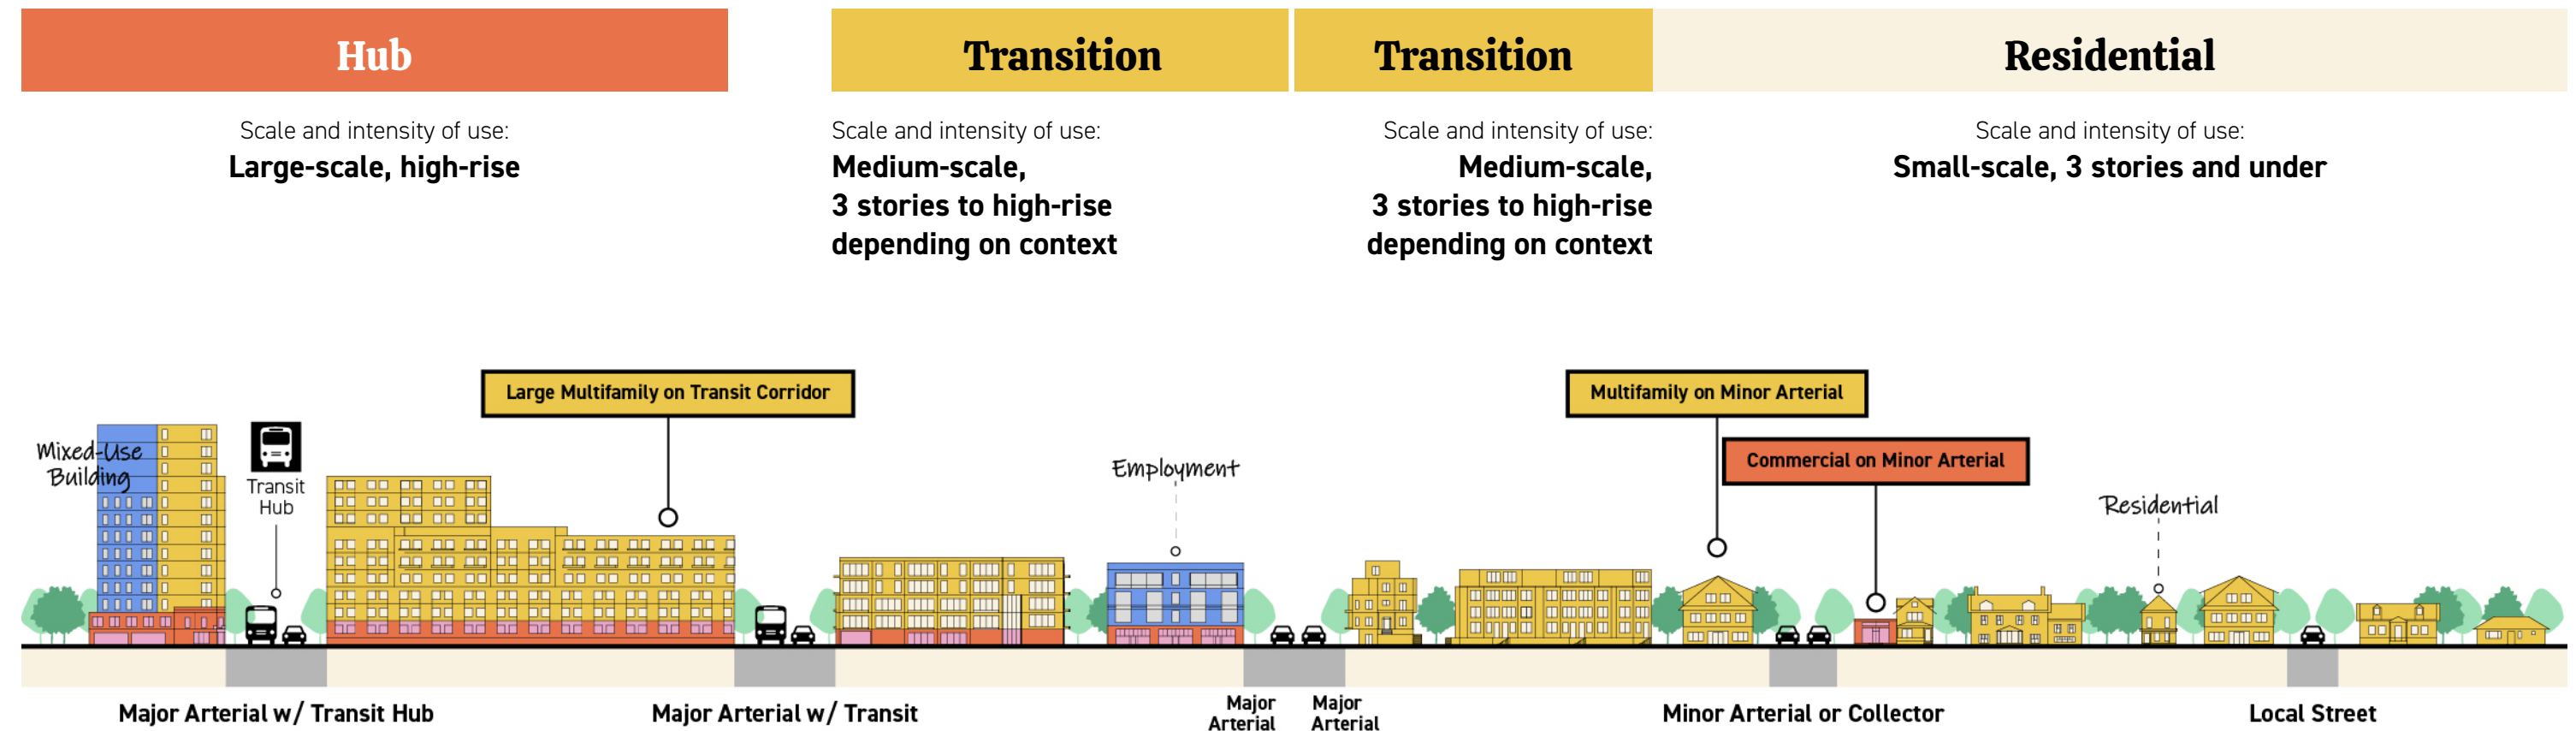 Hub
Transition
Transition
Residential
Scale and intensity of use:
Large-scale, high-rise
Scale and intensity of use:
Medium-scale,
3 stories to high-rise
depending on context
Scale and intensity of use:
Medium-scale,
3 stories to high-rise
depending on context
Scale and intensity of use:
Small-scale, 3 stories and under
Large Multifamily on Transit Corridor
Multifamily on Minor Arterial
Commercial on Minor Arterial
Mixed-Use
Building
Transit
Hub
Employment
Residential
Major Arterial w/ Transit Hub
Major Arterial w/ Transit
Major
Arterial
Major
Arterial
Minor Arterial or Collector
Local Street